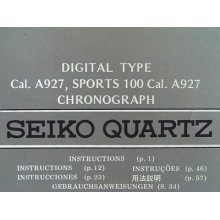 DIGITAL TYPE
Cal. A927, SPORTS 100 Cal. A927
CHRONOGRAPH
SEIKO QUARTZ
INSTRUCTIONS (p. 1)
INSTRUCTIONS (p.12) INSTRUÇÕES (p. 46)
INSTRUCCIONES (p.23) 用法説明 (p. 57)
GEBRAUCHSANWEISUNGEN (S. 34)